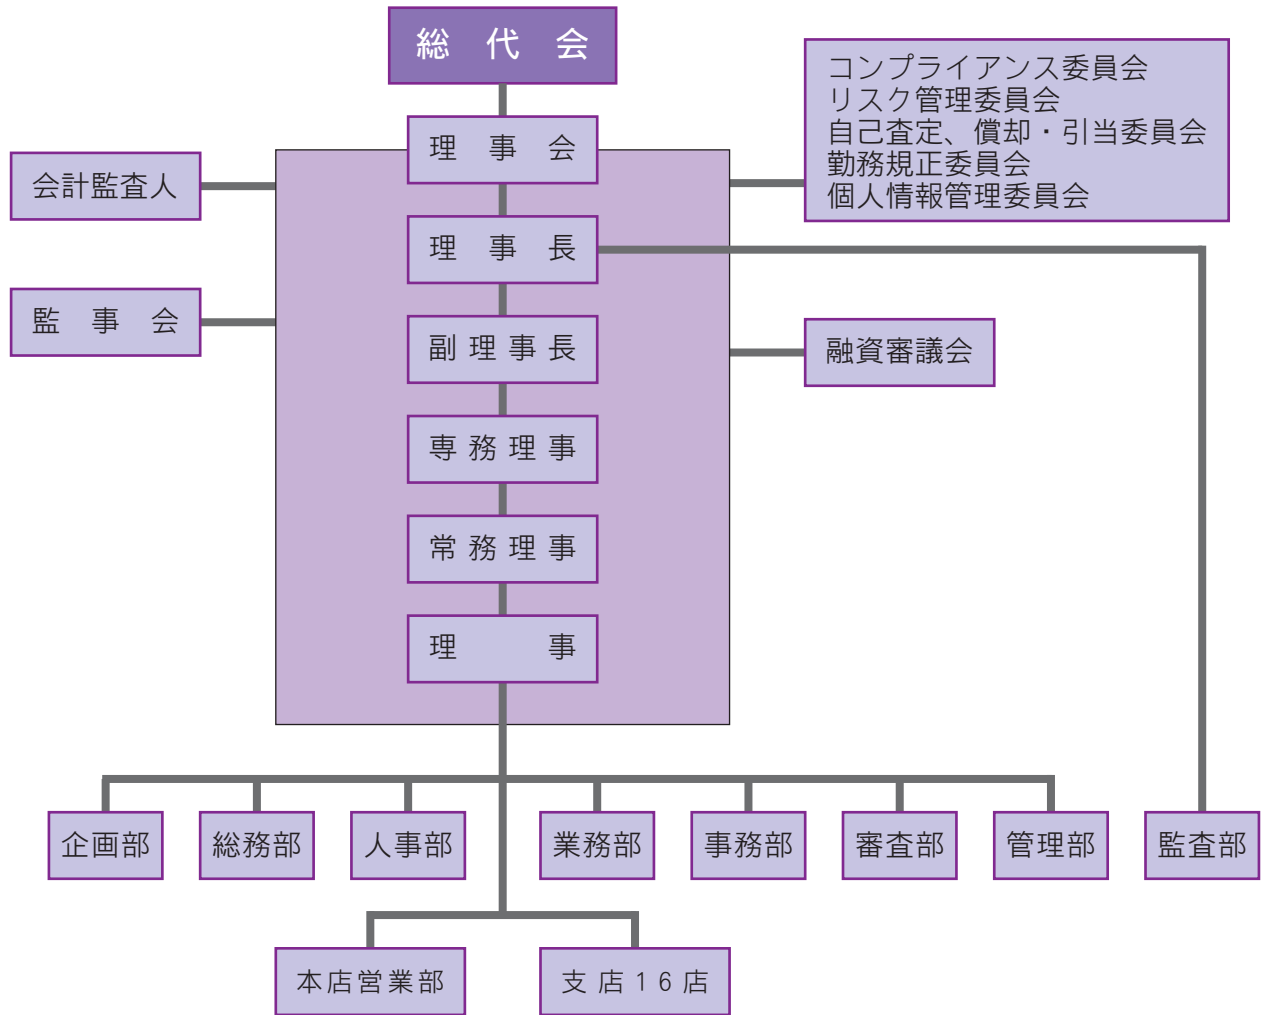 総代会
コンプライアンス委員会
リスク管理委員会
自己査定、償却・引当委員会
勤務規正委員会
個人情報管理委員会
理事会
会計監査人
理事長
監事会
副理事長
融資審議会
専務理事
常務理事
理事
企画部
総務部
人事部
業務部
事務部
審査部
管理部
監査部
本店営業部
支店16店